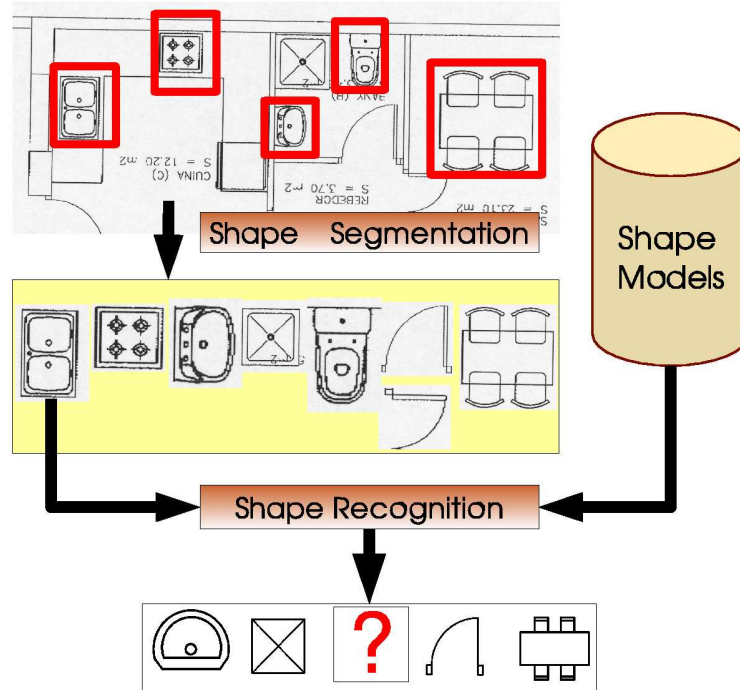 BANY (B)
CUINA (C)
S = 12.20 m2
REBEDOR
S = 3.70 m2
S = 23.10 m2
Shape Segmentation
Shape
Models
Shape Recognition
?